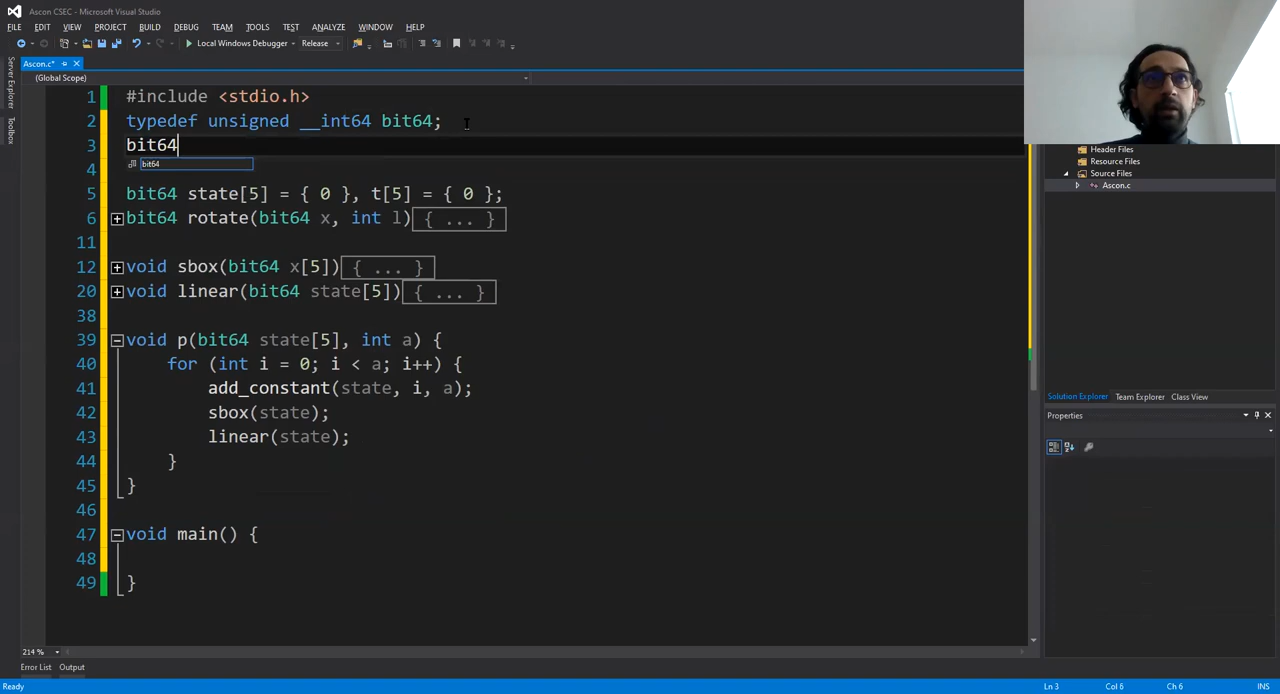 Ascon CSEC - Microsoft Visual Studio
FILE EDIT VIEW PROJECT BUILD DEBUG TEAM TOOLS TEST ANALYZE WINDOW HELP
Local Windows Debugger Release
Ascon.c*
(Global Scope)
Server Explorer
Toolbox
1 #include <stdio.h>
2 typedef unsigned __int64 bit64;
3 bit64
bit64
4
5 bit64 state[5] = { 0 }, t[5] = { 0 };
6 bit64 rotate(bit64 x, int l){ ... }
11
12 void sbox(bit64 x[5]){ ... }
20 void linear(bit64 state[5]){ ... }
38
39 void p(bit64 state[5], int a) {
40 for (int i = 0; i < a; i++) {
41 add_constant(state, i, a);
42 sbox(state);
43 linear(state);
44 }
45 }
46
47 void main() {
48
49 }
214 %
Header Files
Resource Files
Source Files
Ascon.c
Solution Explorer Team Explorer Class View
Properties
Error List Output
Ready Ln 3 Col 6 Ch 6 INS